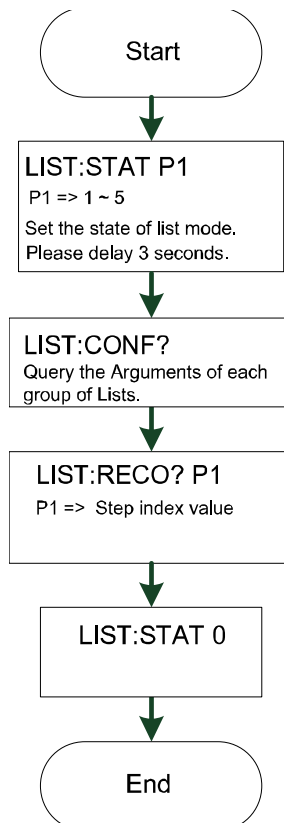 Start
LIST:STAT P1
P1 => 1 ~ 5
Set the state of list mode.
Please delay 3 seconds.
LIST:CONF?
Query the Arguments of each
group of Lists.
LIST:RECO? P1
P1 => Step index value
LIST:STAT 0
End